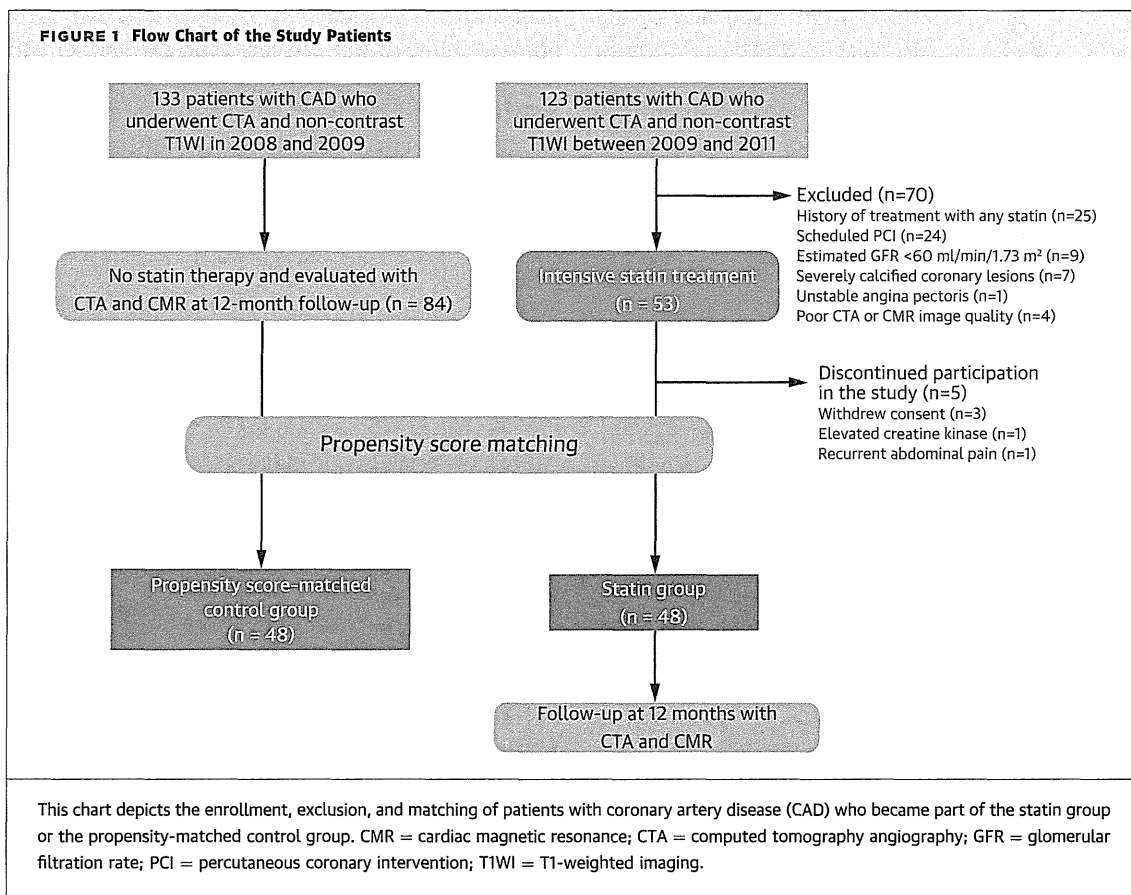 FIGURE 1 Flow Chart of the Study Patients
133 patients with CAD who
underwent CTA and non-contrast
T1WI in 2008 and 2009
123 patients with CAD who
underwent CTA and non-contrast
T1WI between 2009 and 2011
Excluded (n=70)
History of treatment with any statin (n=25)
Scheduled PCI (n=24)
Estimated GFR <60 ml/min/1.73 m² (n=9)
Severely calcified coronary lesions (n=7)
Unstable angina pectoris (n=1)
Poor CTA or CMR image quality (n=4)
No statin therapy and evaluated with
CTA and CMR at 12-month follow-up (n = 84)
Intensive statin treatment
(n = 53)
Discontinued participation
in the study (n=5)
Withdrew consent (n=3)
Elevated creatine kinase (n=1)
Recurrent abdominal pain (n=1)
Propensity score matching
Propensity score-matched
control group
(n = 48)
Statin group
(n = 48)
Follow-up at 12 months with
CTA and CMR
This chart depicts the enrollment, exclusion, and matching of patients with coronary artery disease (CAD) who became part of the statin group
or the propensity-matched control group. CMR = cardiac magnetic resonance; CTA = computed tomography angiography; GFR = glomerular
filtration rate; PCI = percutaneous coronary intervention; T1WI = T1-weighted imaging.